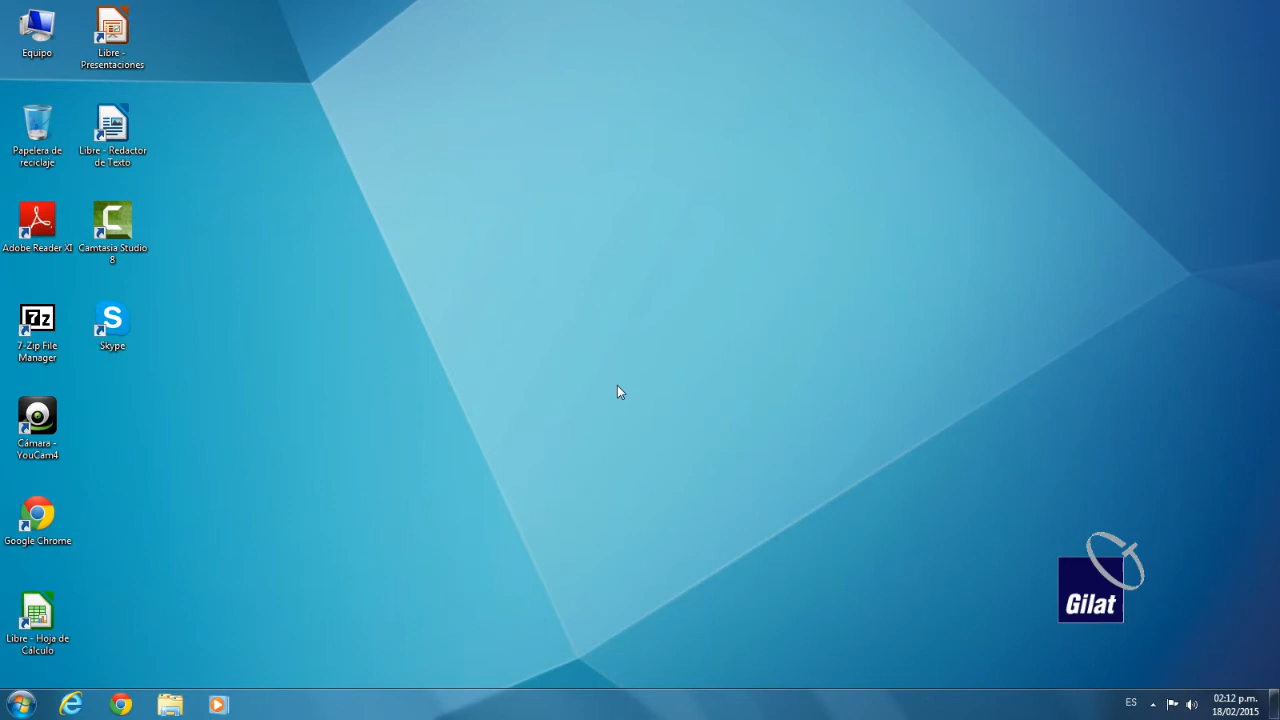 Equipo
Libre -
Presentaciones
Papelera de
reciclaje
Libre - Redactor
de Texto
Adobe Reader XI
Camtasia Studio
8
7z
7-Zip File
Manager
S
Skype
Cámara -
YouCam4
Google Chrome
Libre - Hoja de
Cálculo
Gilat
ES
02:12 p.m.
18/02/2015